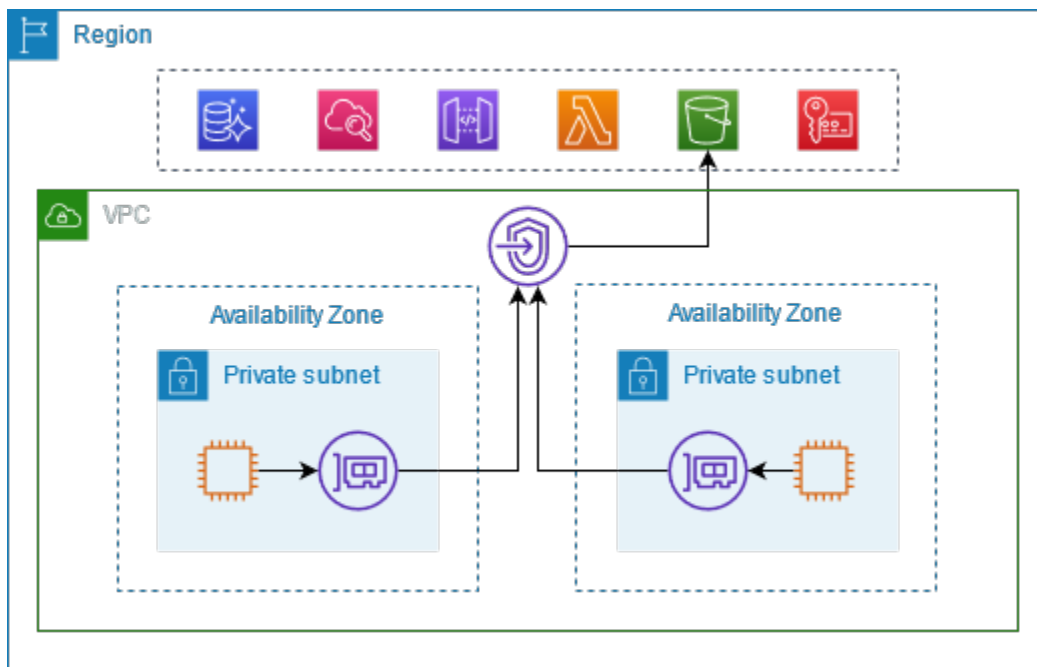 Region
VPC
Availability Zone
Availability Zone
Private subnet
Private subnet